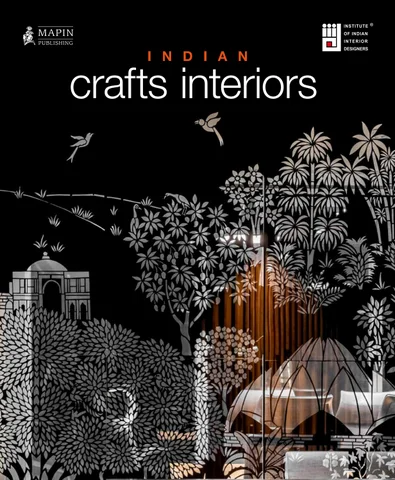 MAPIN
PUBLISHING
INSTITUTE
OF INDIAN
INTERIOR
DESIGNERS
®
INDIAN
crafts interiors